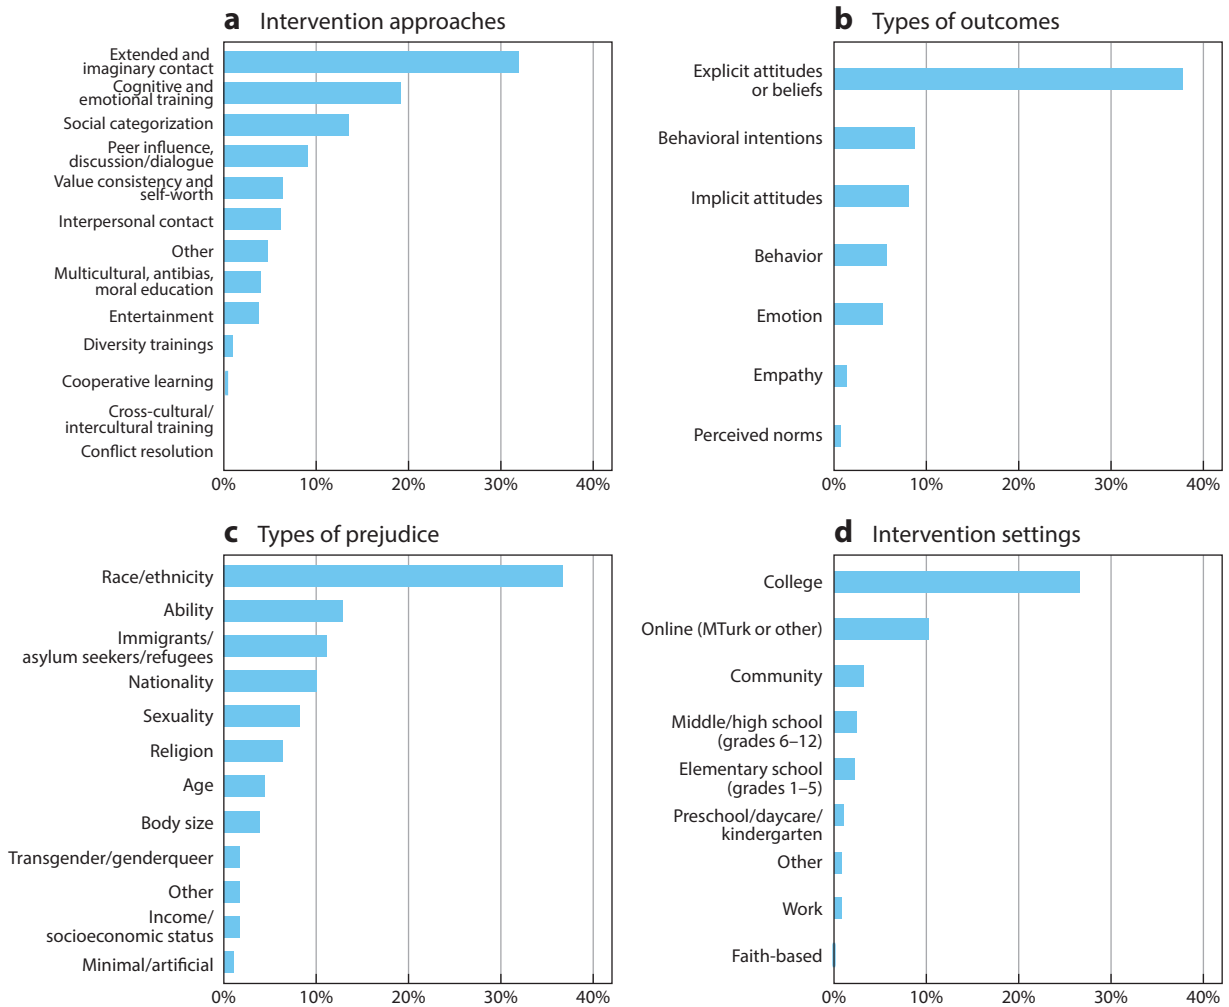 a Intervention approaches
Extended and
imaginary contact
Cognitive and
emotional training
Social categorization
Peer influence,
discussion/dialogue
Value consistency and
self-worth
Interpersonal contact
Other
Multicultural, antibias,
moral education
Entertainment
Diversity trainings
Cooperative learning
Cross-cultural/
intercultural training
Conflict resolution
0% 10% 20% 30% 40%
b Types of outcomes
Explicit attitudes
or beliefs
Behavioral intentions
Implicit attitudes
Behavior
Emotion
Empathy
Perceived norms
0% 10% 20% 30% 40%
c Types of prejudice
Race/ethnicity
Ability
Immigrants/
asylum seekers/refugees
Nationality
Sexuality
Religion
Age
Body size
Transgender/genderqueer
Other
Income/
socioeconomic status
Minimal/artificial
0% 10% 20% 30% 40%
d Intervention settings
College
Online (MTurk or other)
Community
Middle/high school
(grades 6–12)
Elementary school
(grades 1–5)
Preschool/daycare/
kindergarten
Other
Work
Faith-based
0% 10% 20% 30% 40%